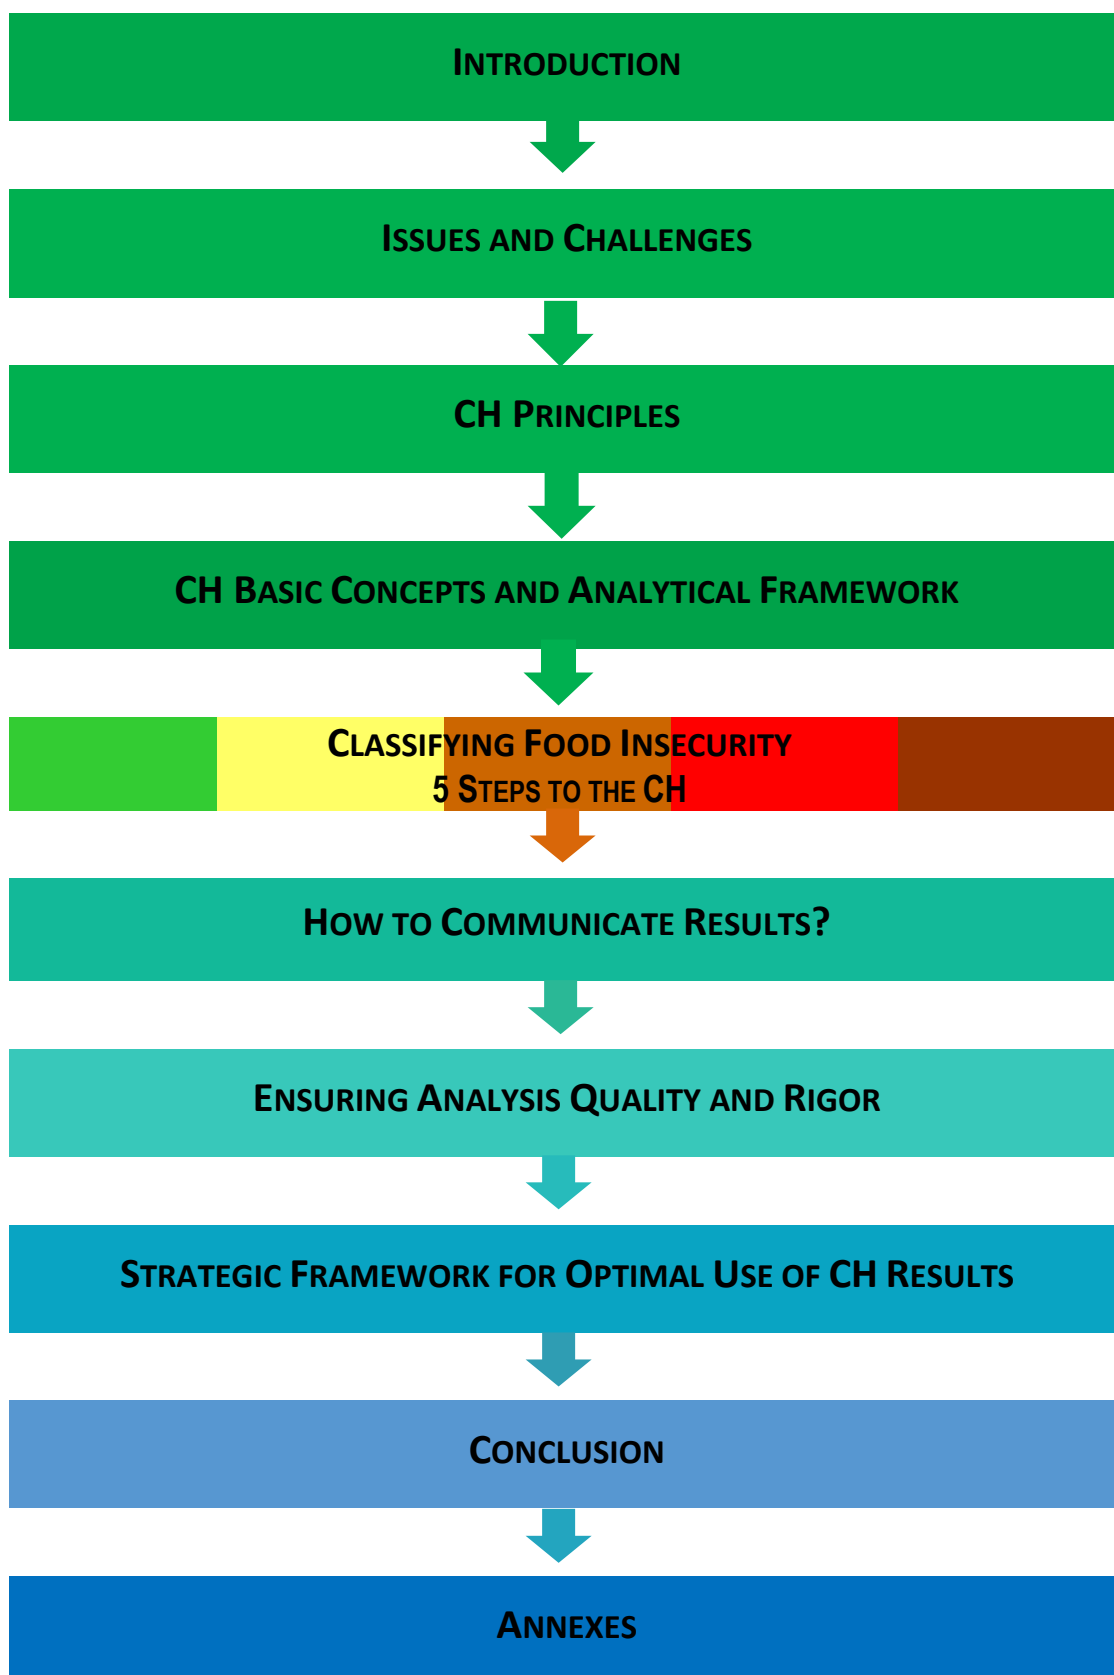 INTRODUCTION
ISSUES AND CHALLENGES
CH PRINCIPLES
CH BASIC CONCEPTS AND ANALYTICAL FRAMEWORK
CLASSIFYING FOOD INSECURITY
5 STEPS TO THE CH
HOW TO COMMUNICATE RESULTS?
ENSURING ANALYSIS QUALITY AND RIGOR
STRATEGIC FRAMEWORK FOR OPTIMAL USE OF CH RESULTS
CONCLUSION
ANNEXES